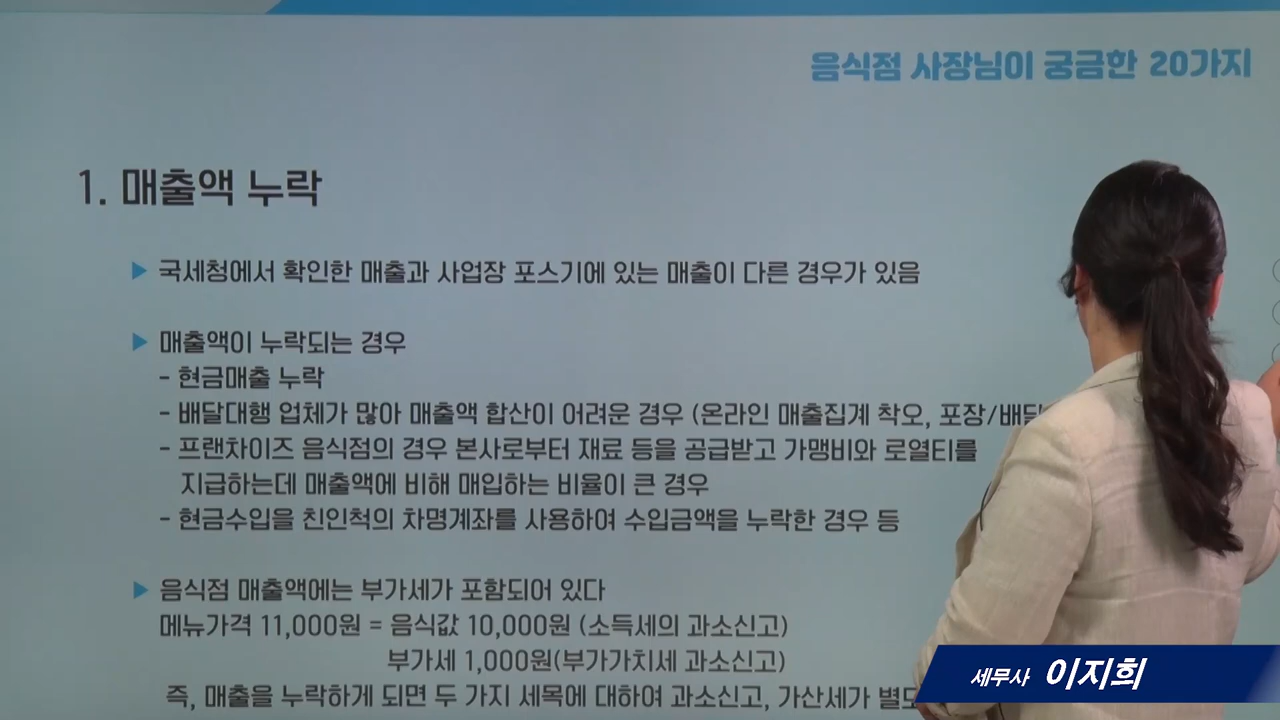 음식점 사장님이 궁금한 20가지
1. 매출액 누락
▶ 국세청에서 확인한 매출과 사업장 포스기에 있는 매출이 다른 경우가 있음
▶ 매출액이 누락되는 경우
- 현금매출 누락
- 배달대행 업체가 많아 매출액 합산이 어려운 경우 (온라인 매출집계 착오, 포장/배달
- 프랜차이즈 음식점의 경우 본사로부터 재료 등을 공급받고 가맹비와 로열티를
지급하는데 매출액에 비해 매입하는 비율이 큰 경우
- 현금수입을 친인척의 차명계좌를 사용하여 수입금액을 누락한 경우 등
▶ 음식점 매출액에는 부가세가 포함되어 있다
메뉴가격 11,000원 = 음식값 10,000원 (소득세의 과소신고)
부가세 1,000원(부가가치세 과소신고)
즉, 매출을 누락하게 되면 두 가지 세목에 대하여 과소신고, 가산세가
세무사 이지희